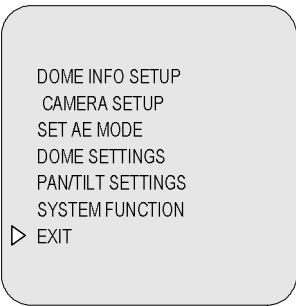 DOME INFO SETUP
CAMERA SETUP
SET AE MODE
DOME SETTINGS
PAN/TILT SETTINGS
SYSTEM FUNCTION
EXIT